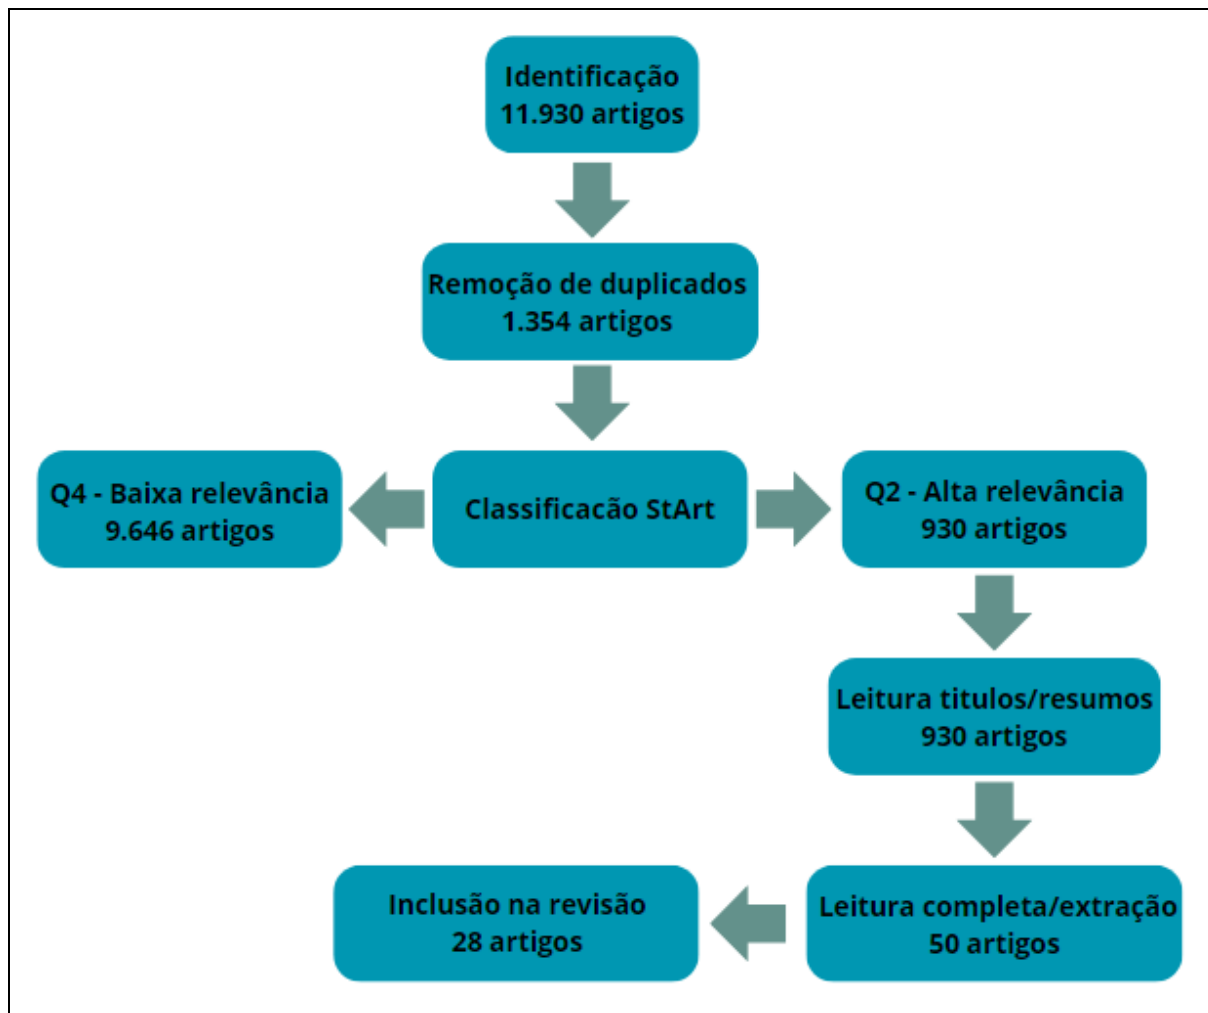 Identificação
11.930 artigos
Remoção de duplicados
1.354 artigos
Q4 - Baixa relevância
9.646 artigos
Classificacão StArt
Q2 - Alta relevância
930 artigos
Leitura titulos/resumos
930 artigos
Inclusão na revisão
28 artigos
Leitura completa/extração
50 artigos